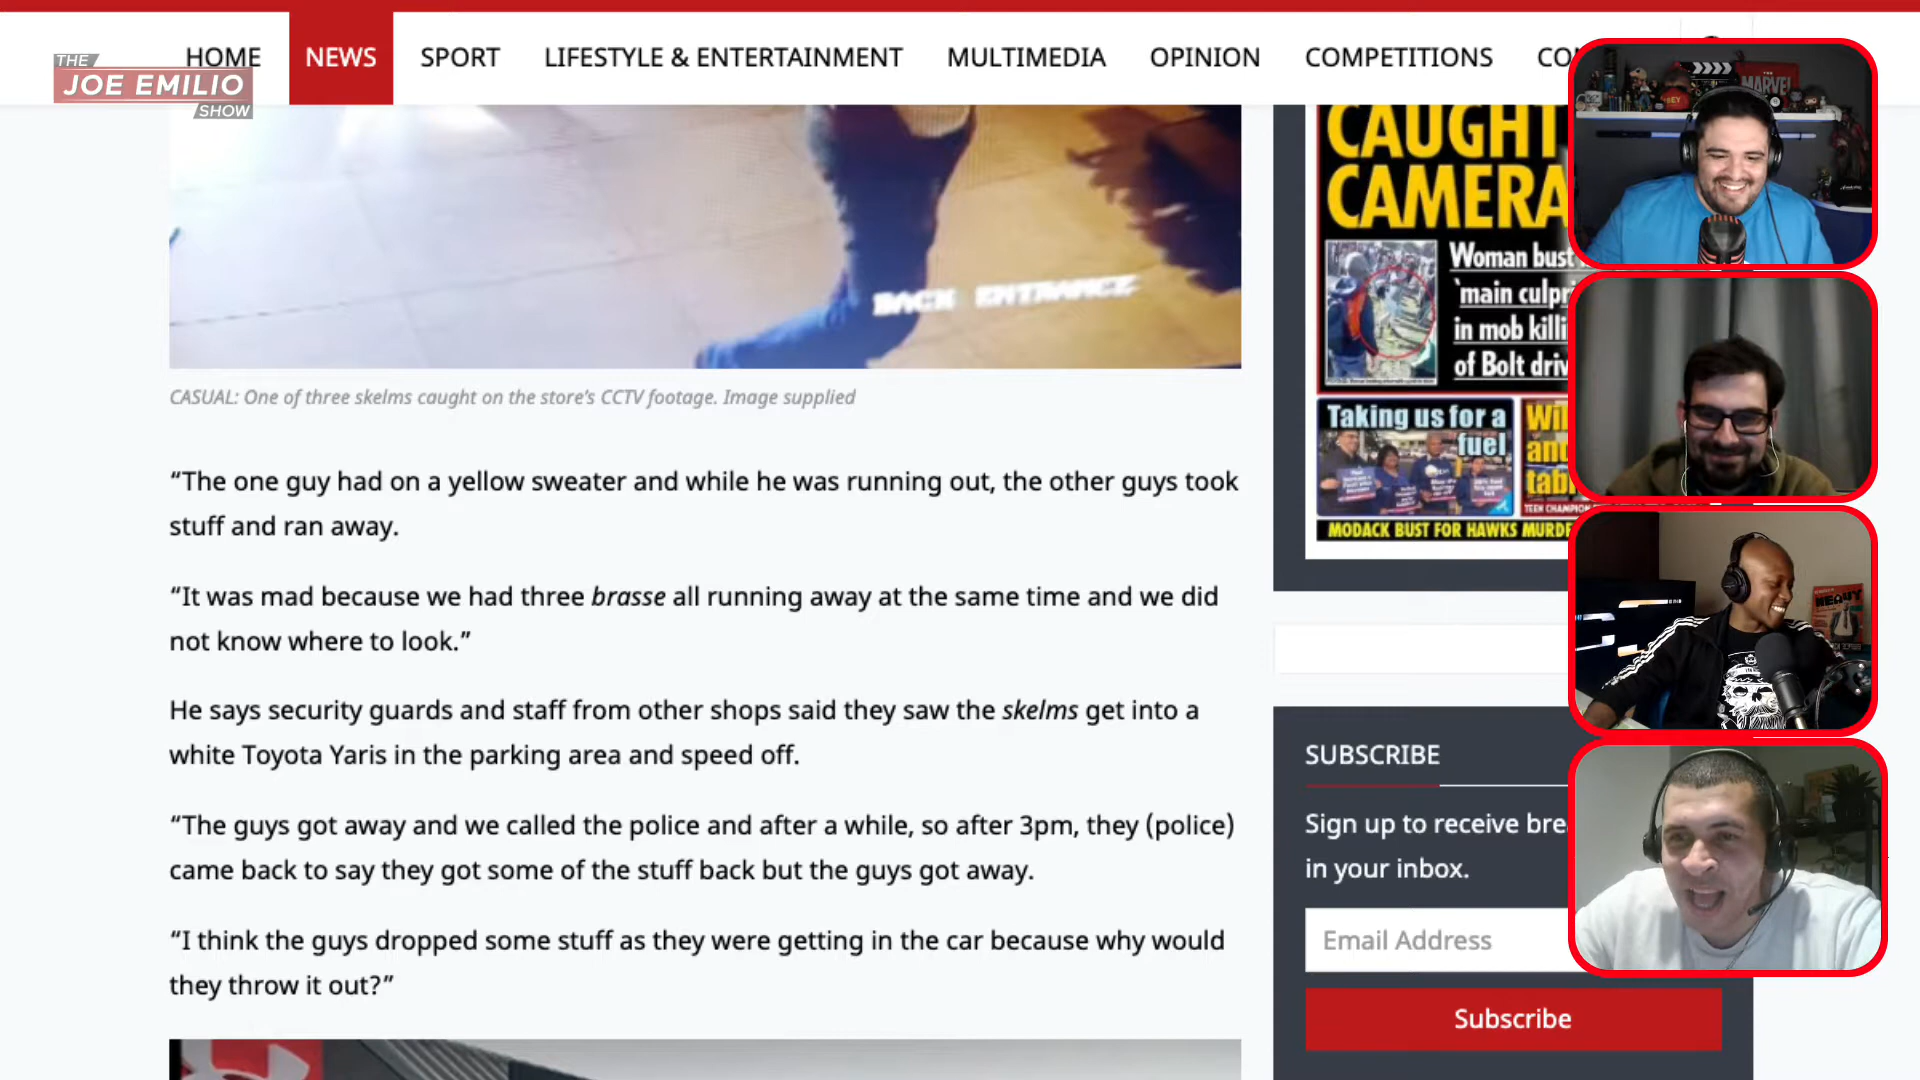 HOME NEWS SPORT LIFESTYLE & ENTERTAINMENT MULTIMEDIA OPINION COMPETITIONS
THE
JOE EMILIO
SHOW
BACK ENTRANCE
CASUAL: One of three skelms caught on the store's CCTV footage. Image supplied
“The one guy had on a yellow sweater and while he was running out, the other guys took
stuff and ran away.
“It was mad because we had three brasse all running away at the same time and we did
not know where to look.”
He says security guards and staff from other shops said they saw the skelms get into a
white Toyota Yaris in the parking area and speed off.
“The guys got away and we called the police and after a while, so after 3pm, they (police)
came back to say they got some of the stuff back but the guys got away.
“I think the guys dropped some stuff as they were getting in the car because why would
they throw it out?”
CAUGHT
CAMERA
Woman bust
'main culpr
in mob killi
of Bolt driv
Taking us for a
fuel
Wil
ant
tabl
TEEN CHAMPION
MODACK BUST FOR HAWKS MURDE
SUBSCRIBE
Sign up to receive bre
in your inbox.
Email Address
Subscribe
MARVEL
HEAVY